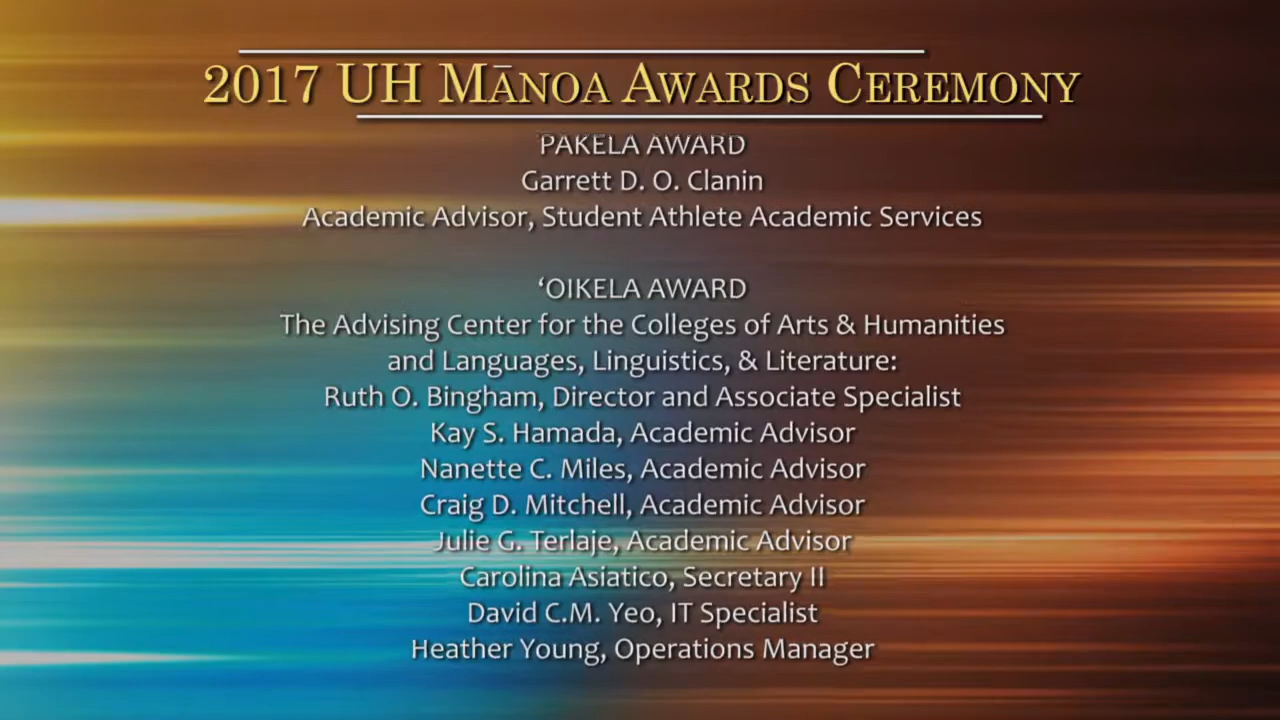 2017 UH MĀNOA AWARDS CEREMONY
PAKELA AWARD
Garrett D. O. Clanin
Academic Advisor, Student Athlete Academic Services
‘OIKELA AWARD
The Advising Center for the Colleges of Arts & Humanities
and Languages, Linguistics, & Literature:
Ruth O. Bingham, Director and Associate Specialist
Kay S. Hamada, Academic Advisor
Nanette C. Miles, Academic Advisor
Craig D. Mitchell, Academic Advisor
Julie G. Terlaje, Academic Advisor
Carolina Asiatico, Secretary II
David C.M. Yeo, IT Specialist
Heather Young, Operations Manager